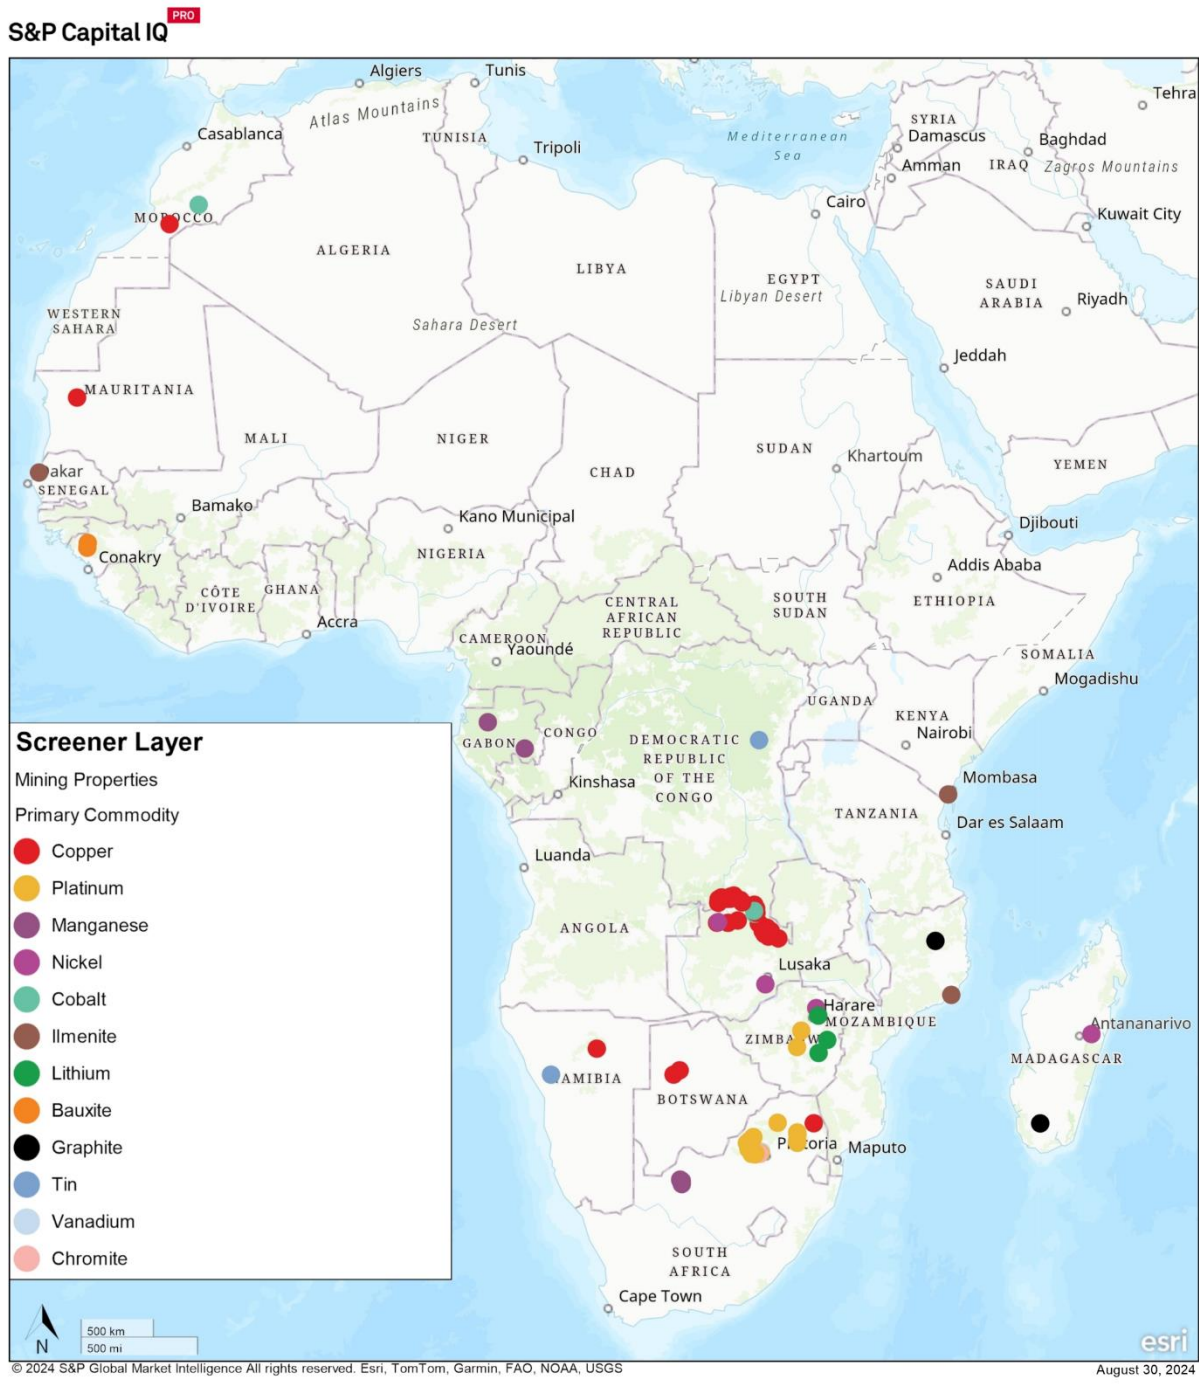 PRO
S&P Capital IQ
Algiers
Tunis
Tehra
Atlas Mountains
Casablanca
TUNISIA
Tripoli
Mediterranean
Sea
SYRIA
Damascus
Baghdad
Amman
IRAQ
Zagros Mountains
MOROCCO
Cairo
Kuwait City
ALGERIA
LIBYA
EGYPT
Libyan Desert
SAUDI
ARABIA
Riyadh
WESTERN
SAHARA
Sahara Desert
Jeddah
MAURITANIA
MALI
NIGER
CHAD
SUDAN
Khartoum
YEMEN
akar
SENEGAL
Bamako
Kano Municipal
Djibouti
Conakry
NIGERIA
Addis Ababa
CÔTE
D'IVOIRE
GHANA
CENTRAL
AFRICAN
REPUBLIC
SOUTH
SUDAN
ETHIOPIA
Accra
CAMEROON
Yaoundé
SOMALIA
Mogadishu
UGANDA
KENYA
Nairobi
GABON
CONGO
DEMOCRATIC
REPUBLIC
OF THE
CONGO
Kinshasa
Mombasa
TANZANIA
Dar es Salaam
Luanda
ANGOLA
Lusaka
Harare
MOZAMBIQUE
ZIMBA W
Antananarivo
MADAGASCAR
AMIBIA
BOTSWANA
P toria
Maputo
SOUTH
AFRICA
Cape Town
Screener Layer
Mining Properties
Primary Commodity
Copper
Platinum
Manganese
Nickel
Cobalt
Ilmenite
Lithium
Bauxite
Graphite
Tin
Vanadium
Chromite
N
500 km
500 mi
esri
© 2024 S&P Global Market Intelligence All rights reserved. Esri, TomTom, Garmin, FAO, NOAA, USGS
August 30, 2024